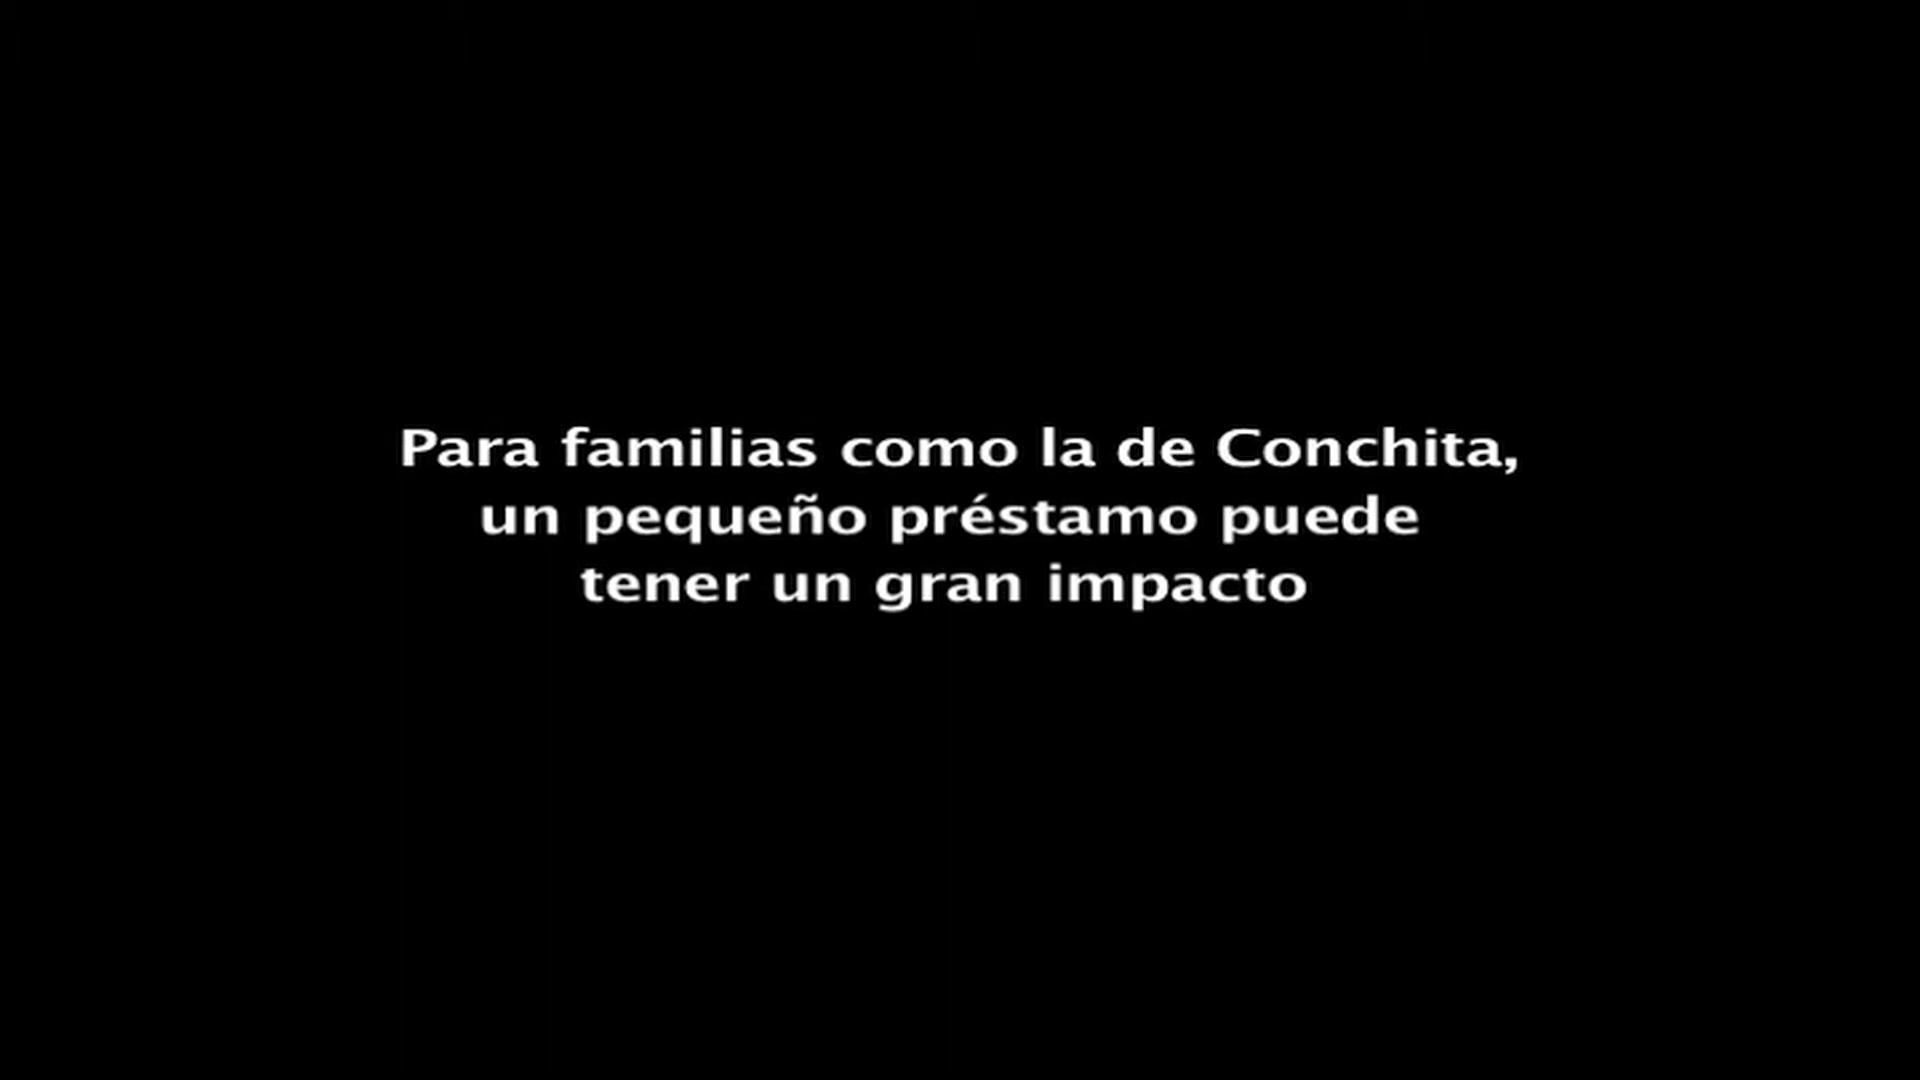 Para familias como la de Conchita,
un pequeño préstamo puede
tener un gran impacto